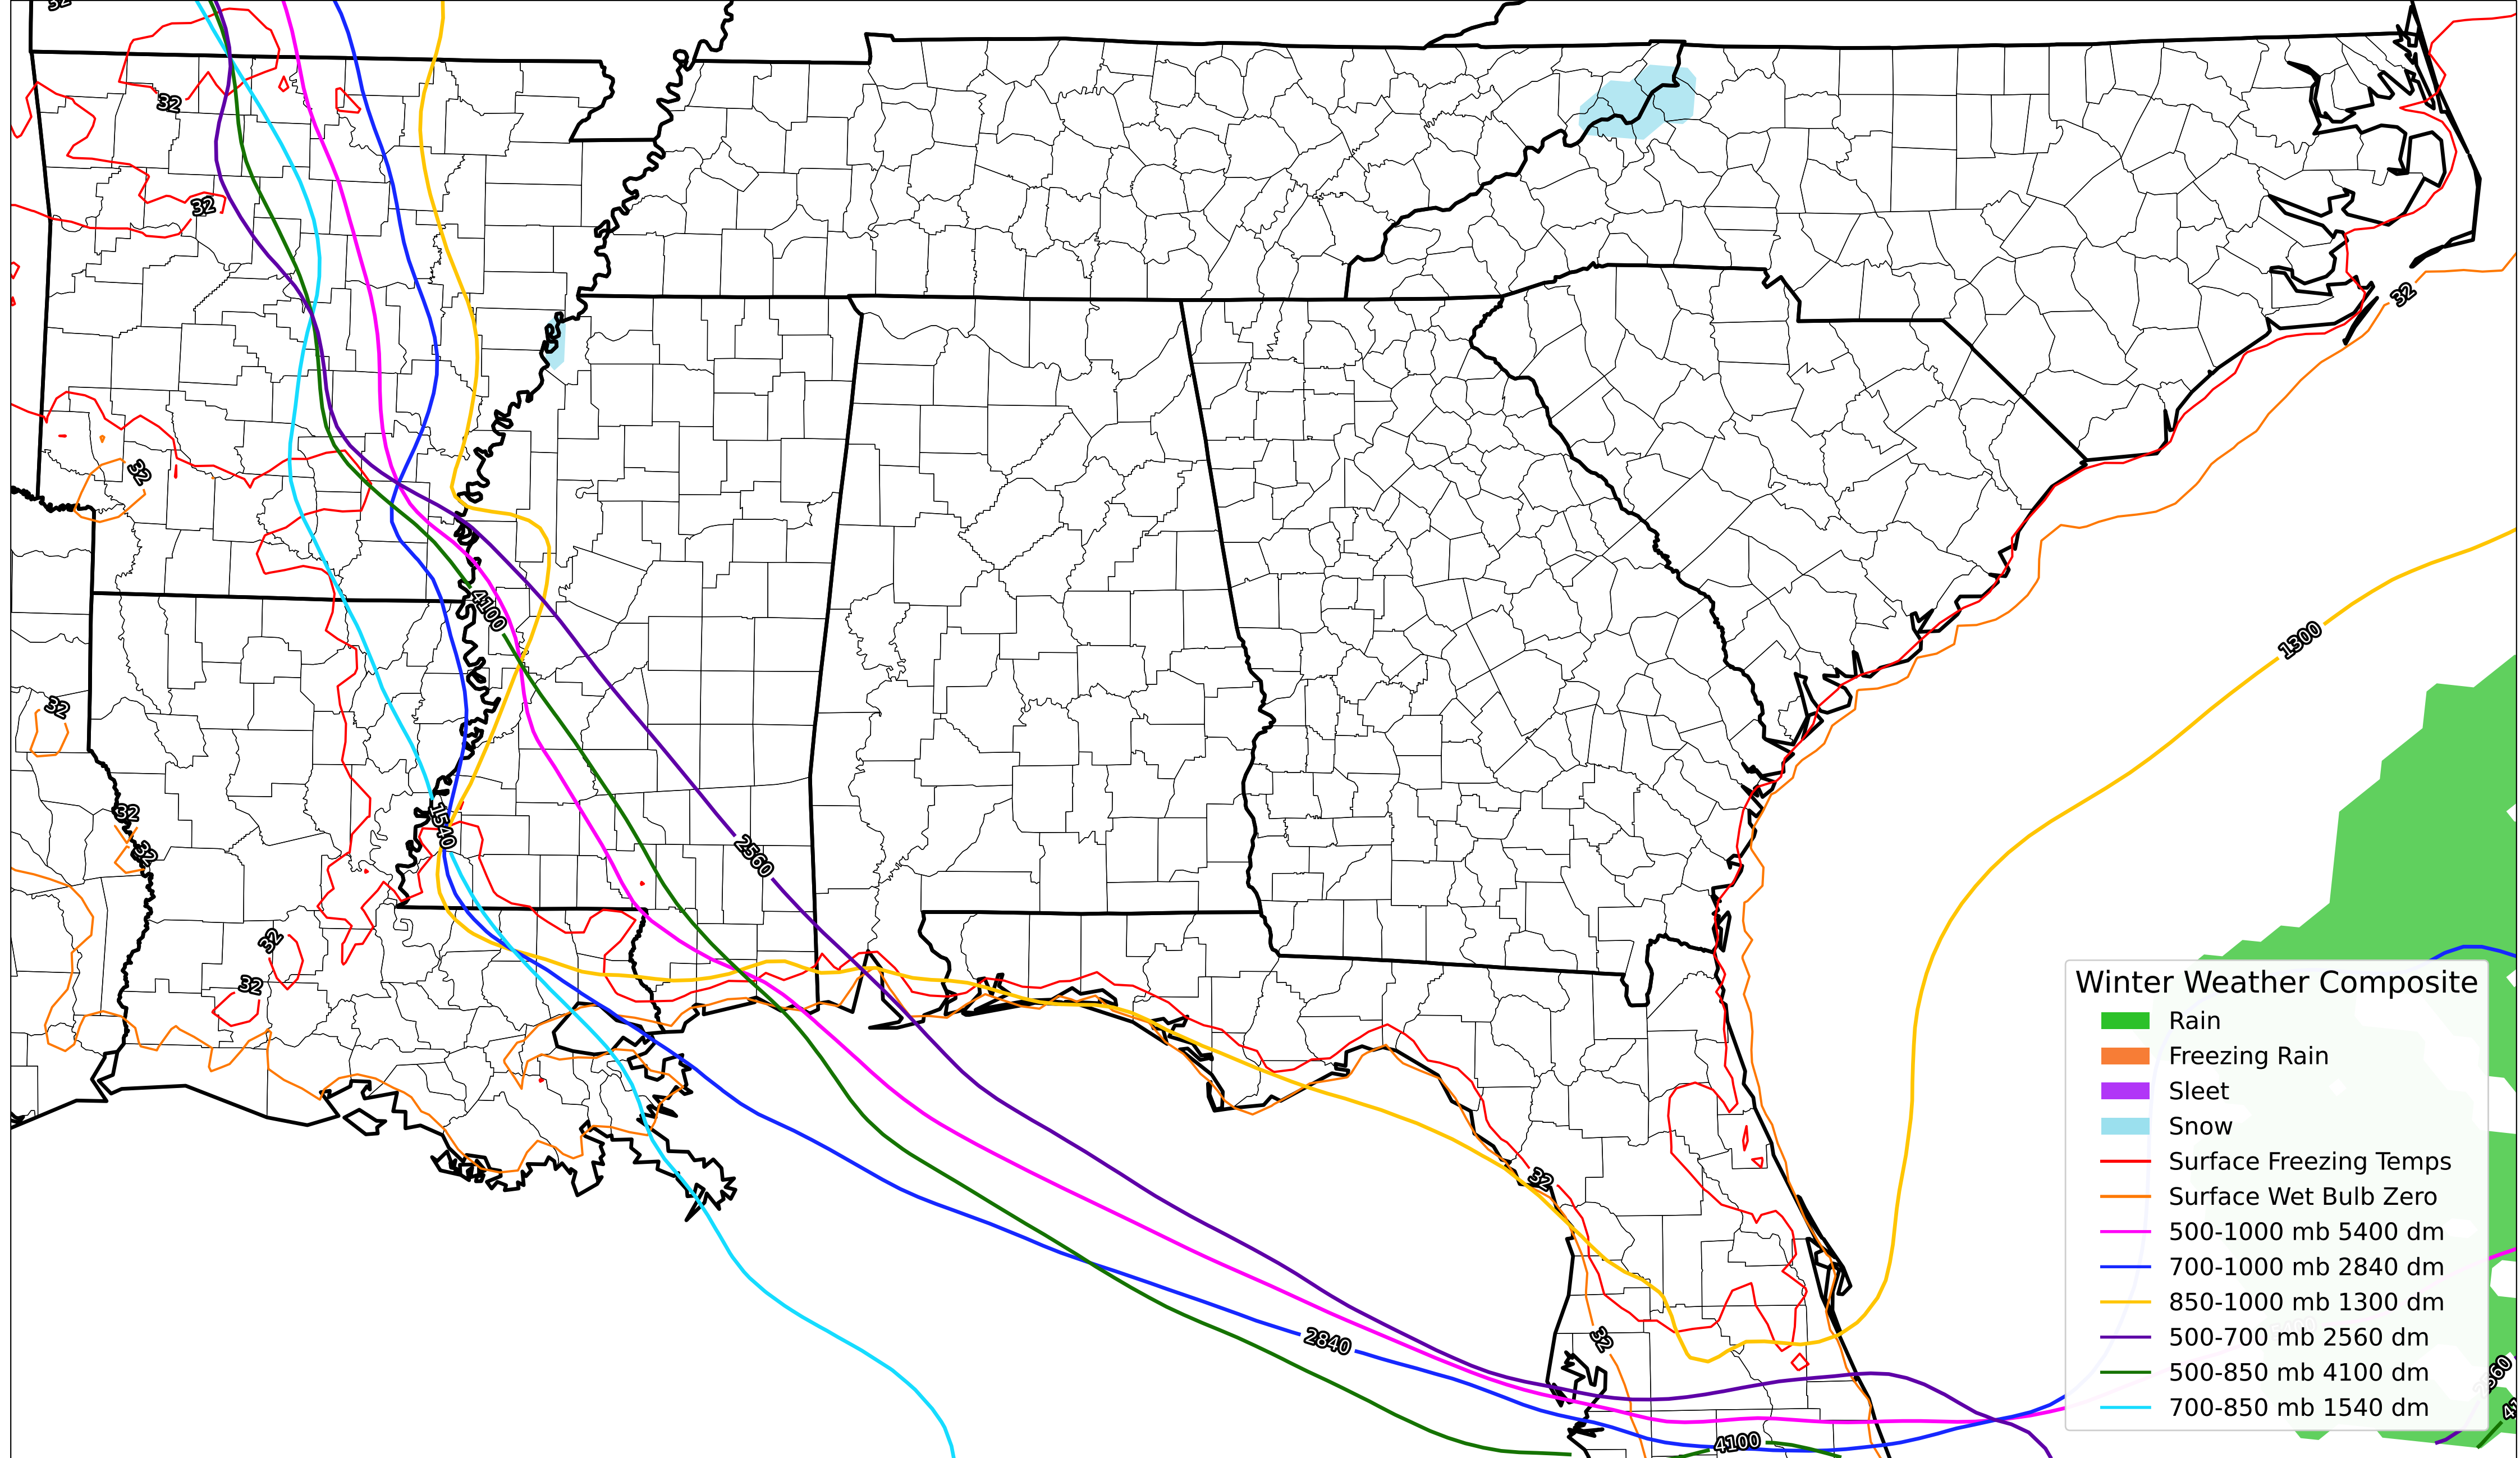 32
32
32
32
32
4100
1300
32
32
1540
32
2560
32
32
Winter Weather Composite
Rain
Freezing Rain
Sleet
Snow
Surface Freezing Temps
32
Surface Wet Bulb Zero
500-1000 mb 5400 dm
700-1000 mb 2840 dm
850-1000 mb 1300 dm
32
2840
500-700 mb 2560 dm
500-850 mb 4100 dm
700-850 mb 1540 dm
4100